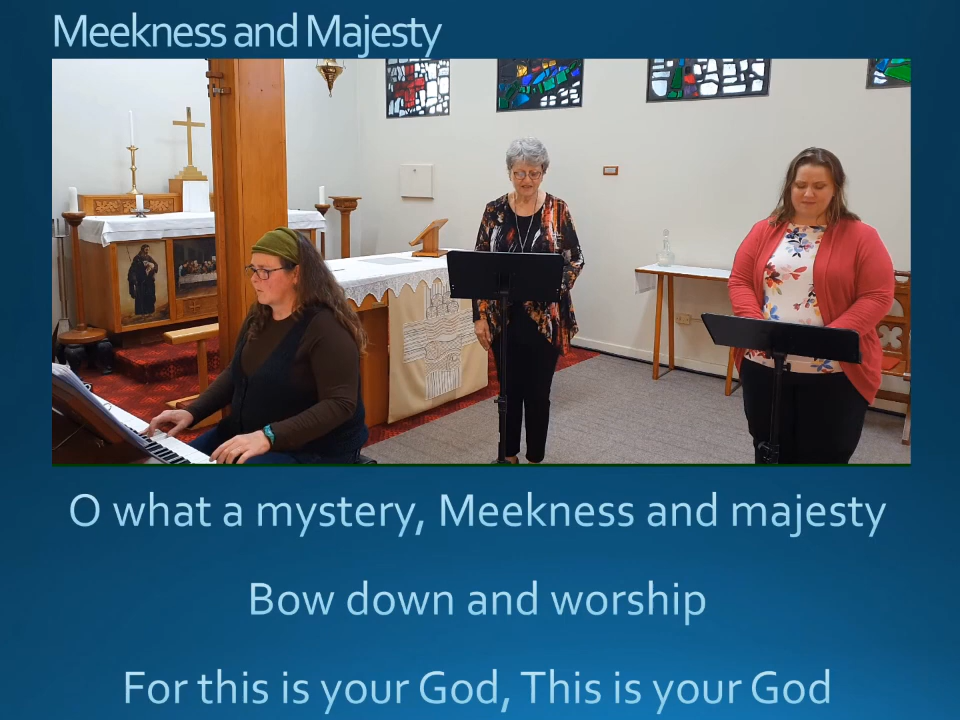 Meekness and Majesty
O what a mystery, Meekness and majesty
Bow down and worship
For this is your God, This is your God